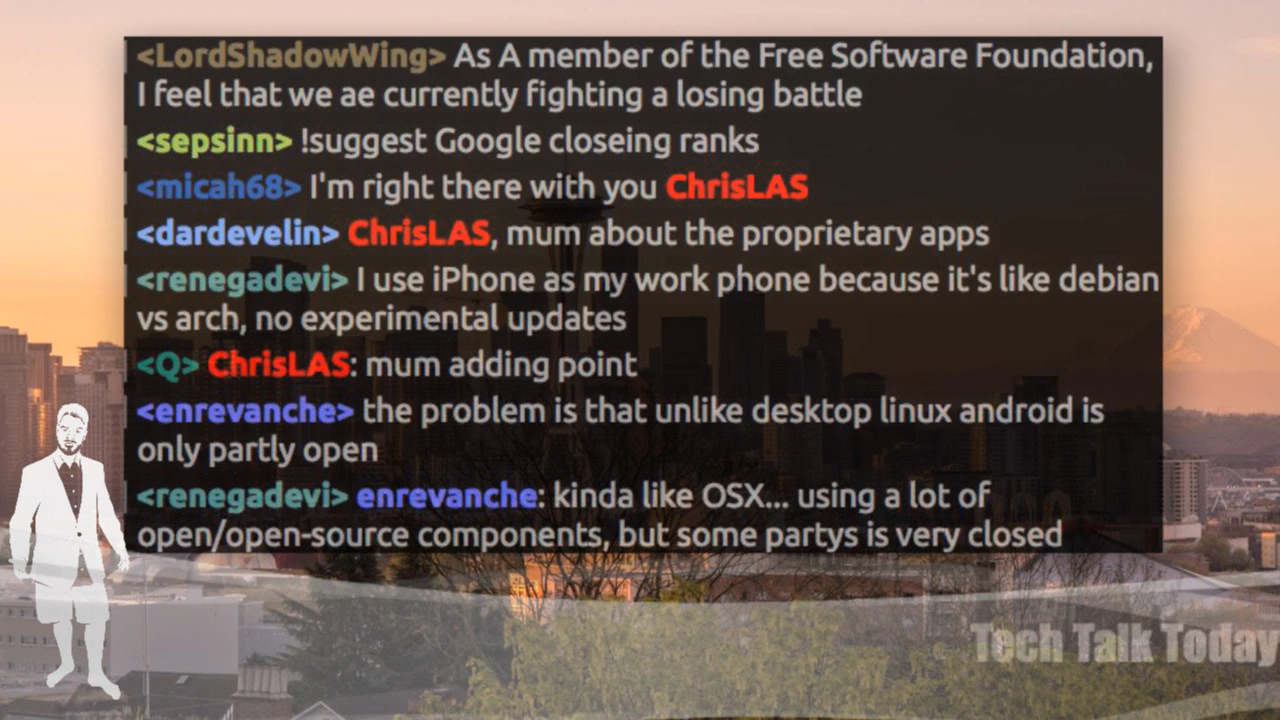 <LordShadowWing> As A member of the Free Software Foundation,
I feel that we ae currently fighting a losing battle
<sepsinn> !suggest Google closeing ranks
<micah68> I'm right there with you ChrisLAS
<dardevelin> ChrisLAS, mum about the proprietary apps
<renegadevi> I use iPhone as my work phone because it's like debian
vs arch, no experimental updates
<Q> ChrisLAS: mum adding point
<enrevanche> the problem is that unlike desktop linux android is
only partly open
<renegadevi> enrevanche: kinda like OSX... using a lot of
open/open-source components, but some partys is very closed
Tech Talk Today